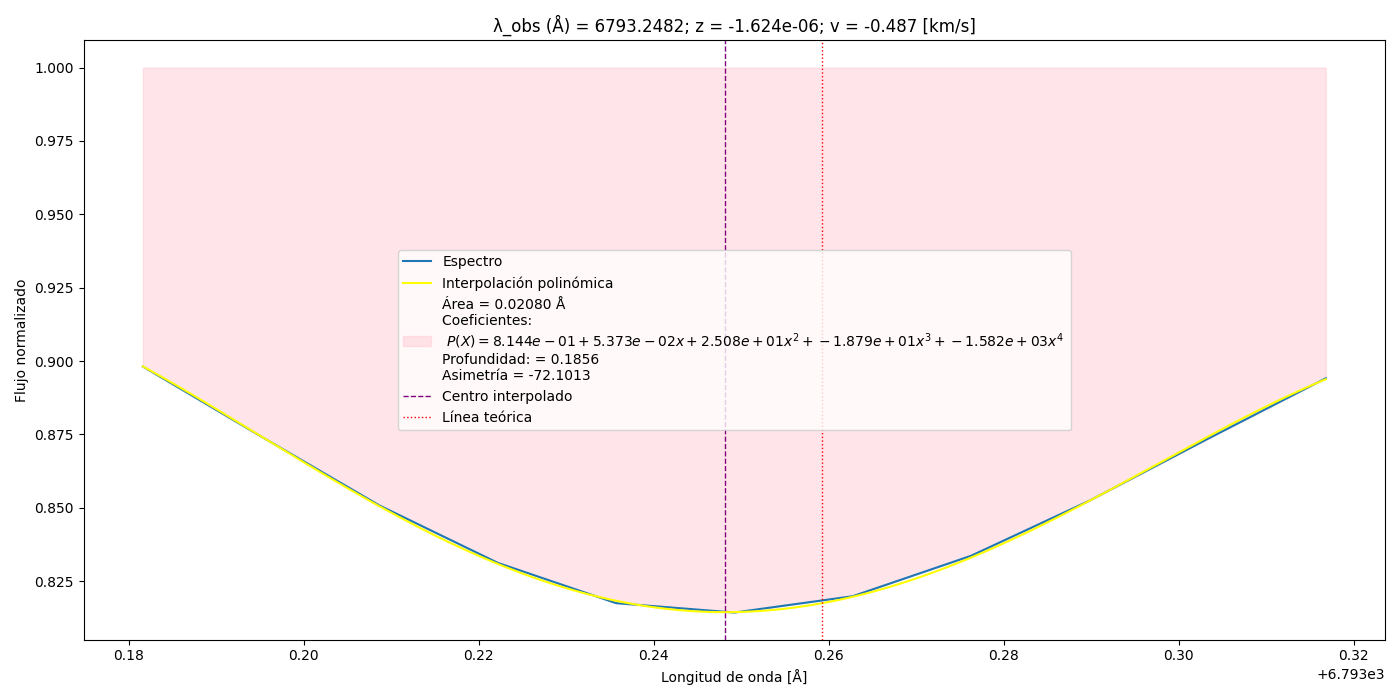 λ_obs (Å) = 6793.2482; z = -1.624e-06; v = -0.487 [km/s]
Flujo normalizado
1.000
0.975
0.950
0.925
0.900
0.875
0.850
0.825
Espectro
Interpolación polinómica
Área = 0.02080 Å
Coeficientes:
P(X) = 8.144e − 01 + 5.373e − 02x + 2.508e + 01x² + −1.879e + 01x³ + −1.582e + 03x⁴
Profundidad: = 0.1856
Asimetría = -72.1013
Centro interpolado
Línea teórica
0.18 0.20 0.22 0.24 0.26 0.28 0.30 0.32
Longitud de onda [Å]
+6.793e3